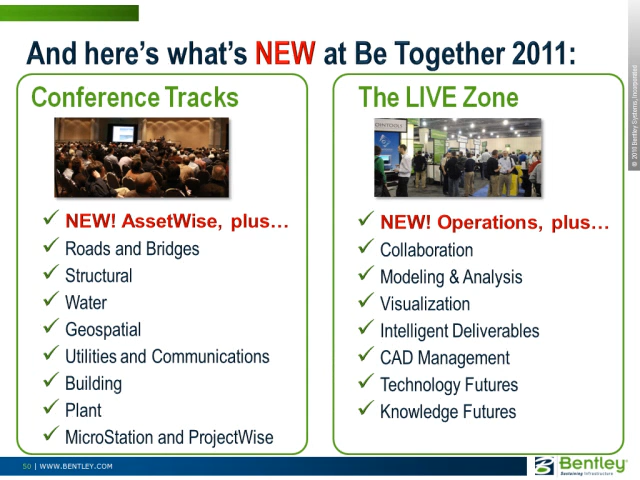 And here's what's NEW at Be Together 2011:
Conference Tracks
NEW! AssetWise, plus…
Roads and Bridges
Structural
Water
Geospatial
Utilities and Communications
Building
Plant
MicroStation and ProjectWise
The LIVE Zone
NEW! Operations, plus…
Collaboration
Modeling & Analysis
Visualization
Intelligent Deliverables
CAD Management
Technology Futures
Knowledge Futures
© 2010 Bentley Systems, Incorporated
50 | WWW.BENTLEY.COM
Bentley
Sustaining Infrastructure